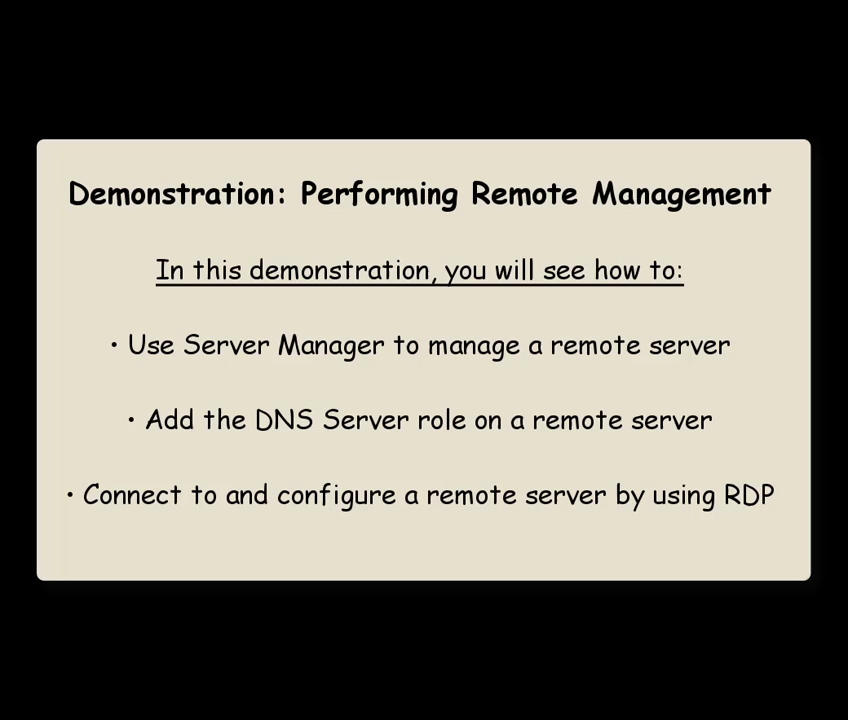 Demonstration: Performing Remote Management
In this demonstration, you will see how to:
• Use Server Manager to manage a remote server
• Add the DNS Server role on a remote server
• Connect to and configure a remote server by using RDP